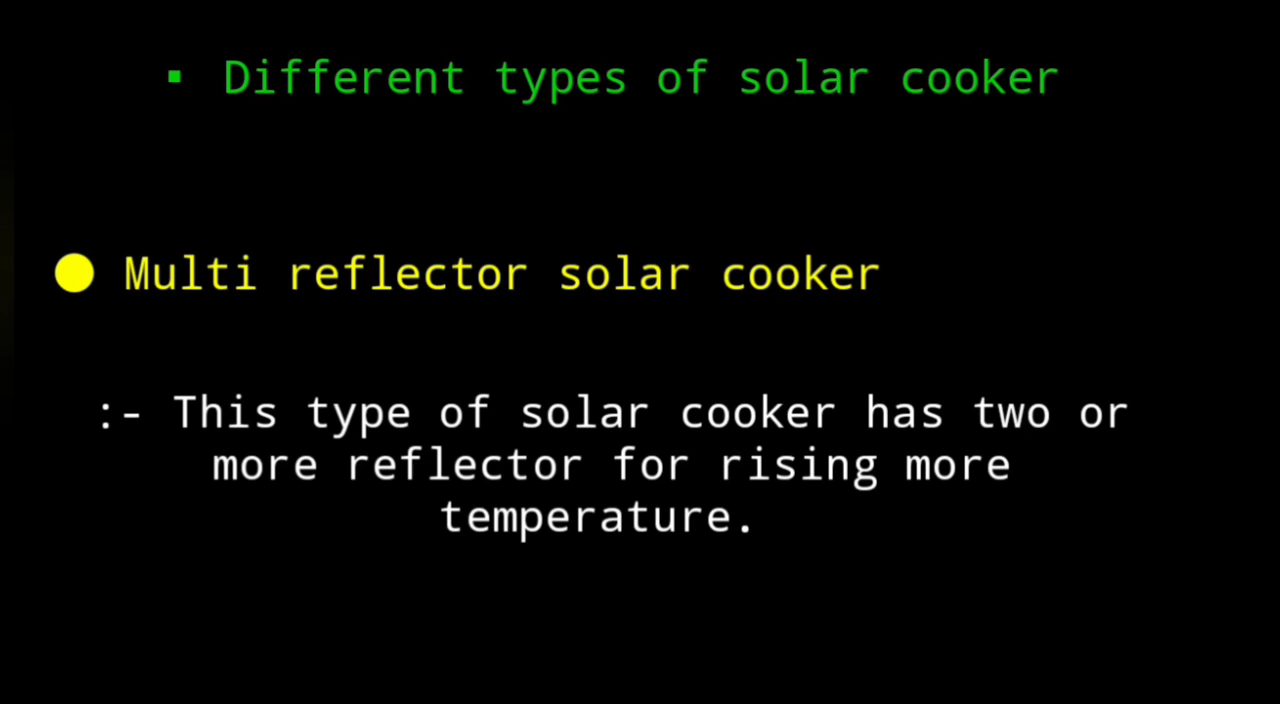 ▪ Different types of solar cooker
● Multi reflector solar cooker
:- This type of solar cooker has two or
more reflector for rising more
temperature.